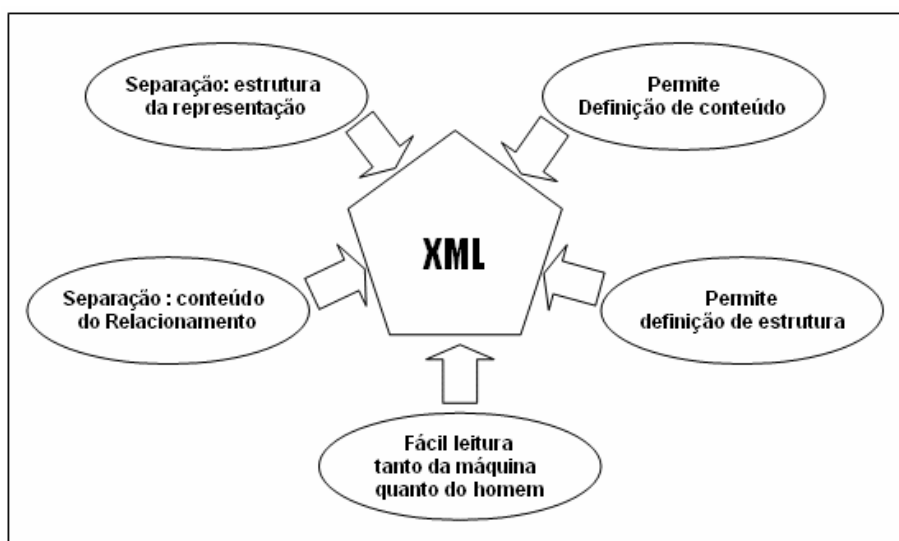 Separação: estrutura
da representação
Permite
Definição de conteúdo
XML
Separação : conteúdo
do Relacionamento
Permite
definição de estrutura
Fácil leitura
tanto da máquina
quanto do homem